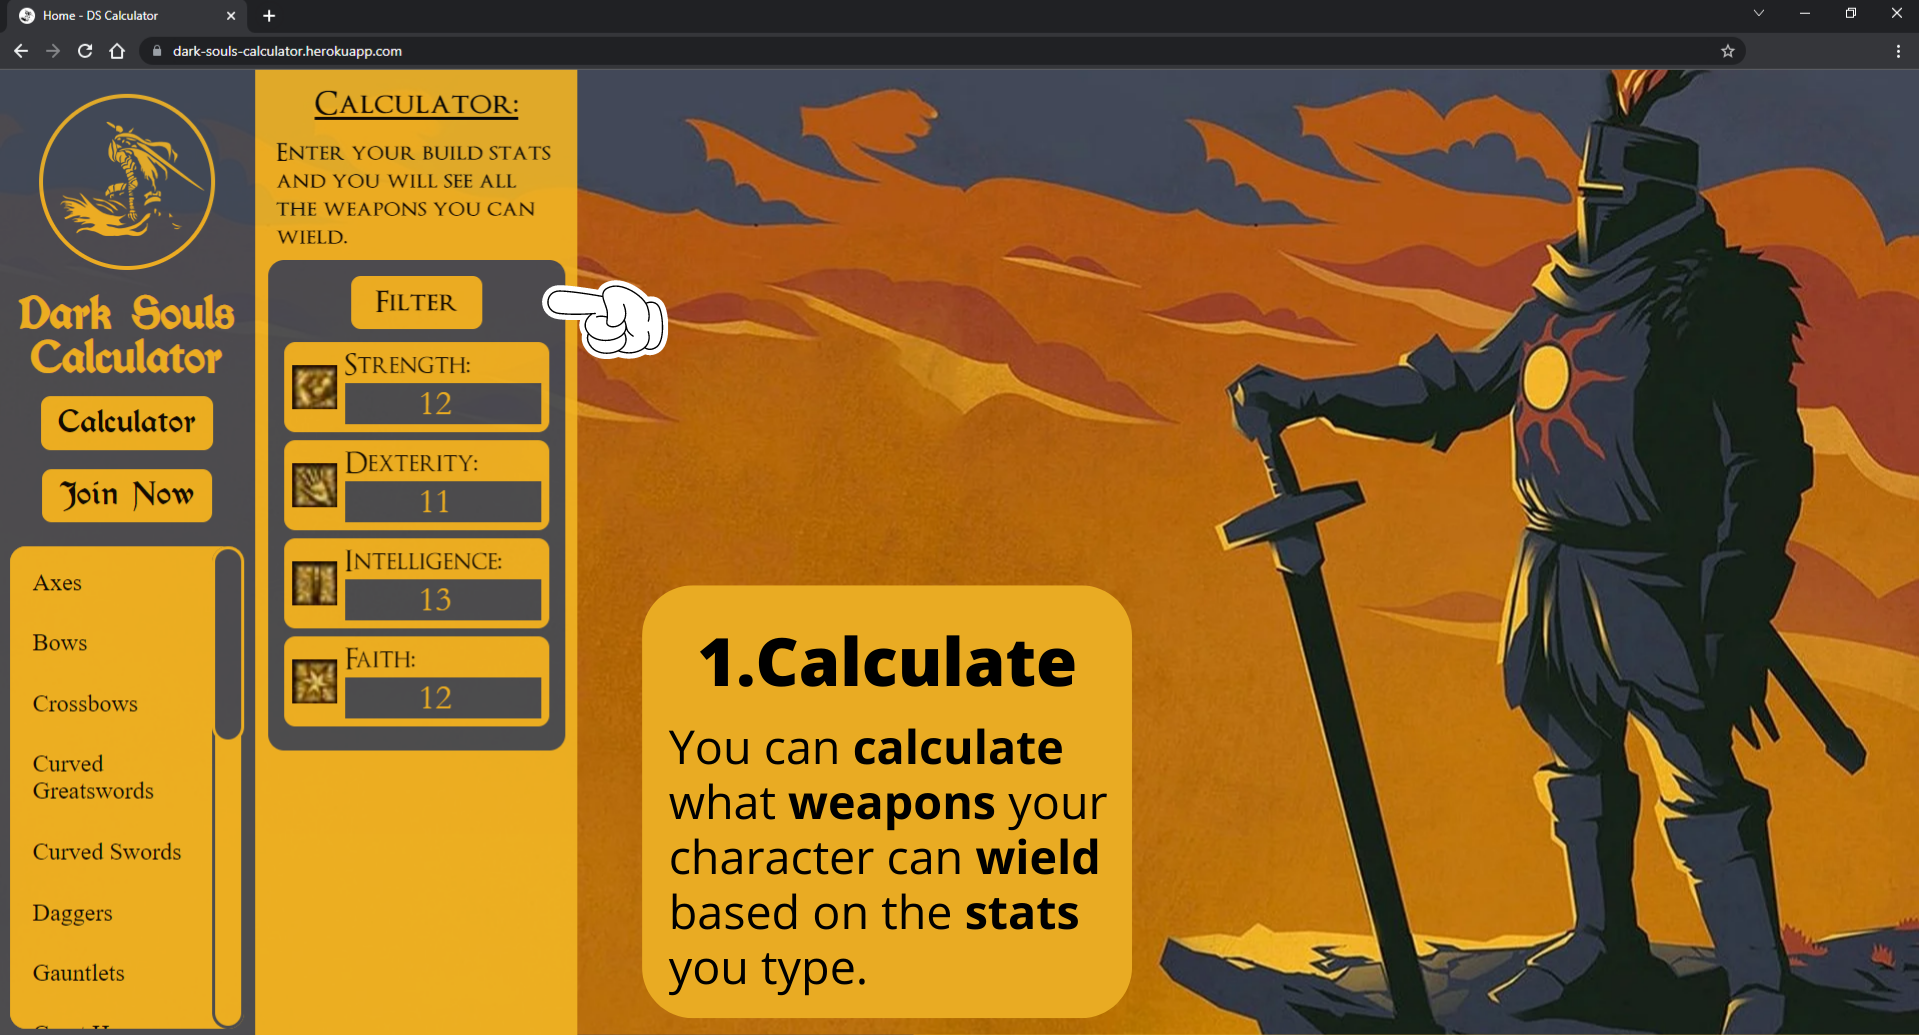 Home - DS Calculator
dark-souls-calculator.herokuapp.com
Dark Souls
Calculator
Calculator
Join Now
Axes
Bows
Crossbows
Curved
Greatswords
Curved Swords
Daggers
Gauntlets
Calculator:
Enter your build stats
and you will see all
the weapons you can
wield.
Filter
Strength:
12
Dexterity:
11
Intelligence:
13
Faith:
12
1.Calculate
You can calculate
what weapons your
character can wield
based on the stats
you type.